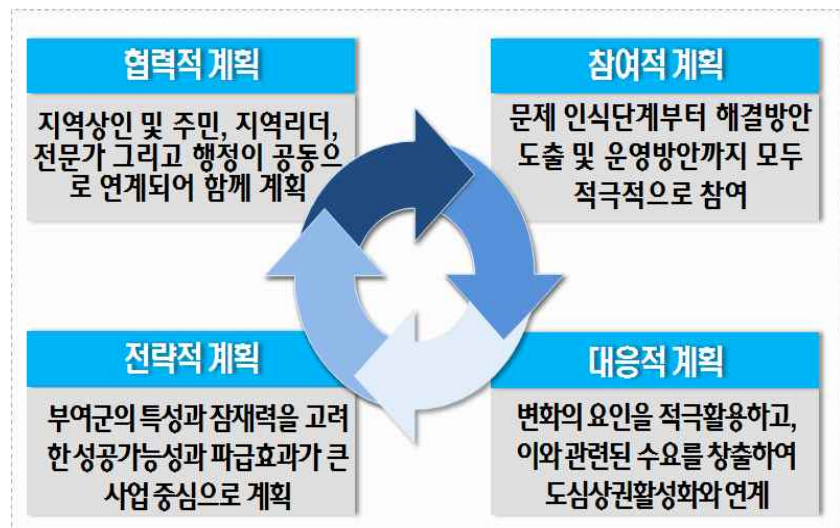 협력적 계획
지역상인 및 주민, 지역리더,
전문가 그리고 행정이 공동으
로 연계되어 함께 계획
참여적 계획
문제 인식단계부터 해결방안
도출 및 운영방안까지 모두
적극적으로 참여
전략적 계획
부여군의 특성과 잠재력을 고려
한 성공가능성과 파급효과가 큰
사업 중심으로 계획
대응적 계획
변화의 요인을 적극활용하고,
이와 관련된 수요를 창출하여
도심상권활성화와 연계